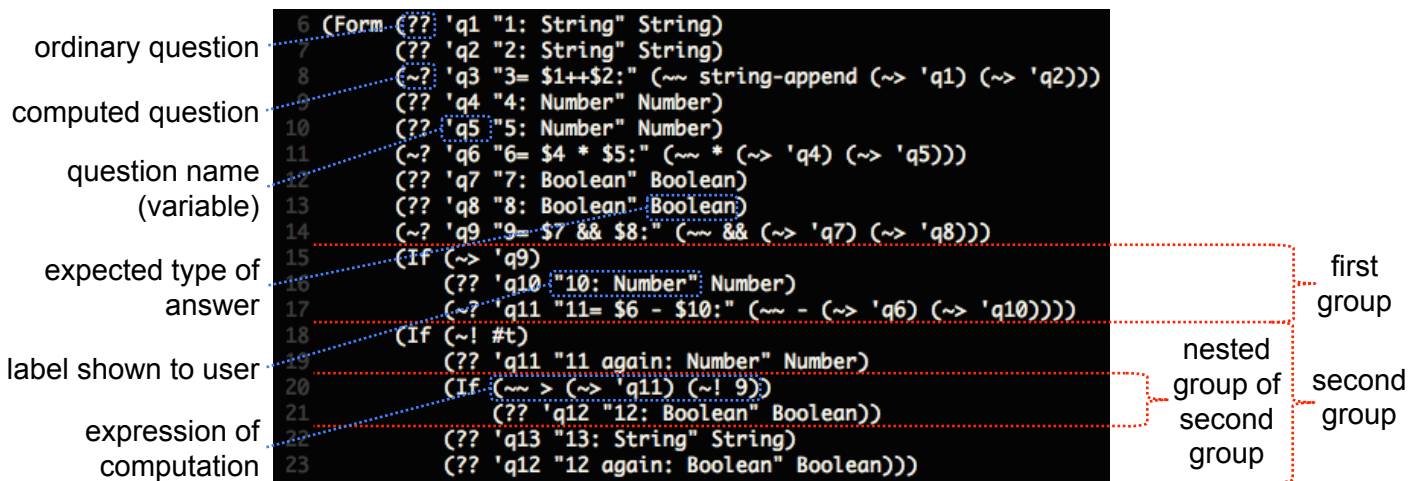 ordinary question
computed question
question name
(variable)
expected type of
answer
label shown to user
expression of
computation
6 (Form (?? 'q1 "1: String" String)
7 (?? 'q2 "2: String" String)
8 (~? 'q3 "3= $1++$2:" (~~ string-append (~> 'q1) (~> 'q2)))
9 (?? 'q4 "4: Number" Number)
10 (?? 'q5 "5: Number" Number)
11 (~? 'q6 "6= $4 * $5:" (~~ * (~> 'q4) (~> 'q5)))
12 (?? 'q7 "7: Boolean" Boolean)
13 (?? 'q8 "8: Boolean" Boolean)
14 (~? 'q9 "9= $7 && $8:" (~~ && (~> 'q7) (~> 'q8)))
15 (If (~> 'q9)
16 (?? 'q10 "10: Number" Number)
17 (~? 'q11 "11= $6 - $10:" (~~ - (~> 'q6) (~> 'q10))))
18 (If (~! #t)
19 (?? 'q11 "11 again: Number" Number)
20 (If (~~ > (~> 'q11) (~! 9))
21 (?? 'q12 "12: Boolean" Boolean))
22 (?? 'q13 "13: String" String)
23 (?? 'q12 "12 again: Boolean" Boolean)))
first
group
nested
group of
second
group
second
group